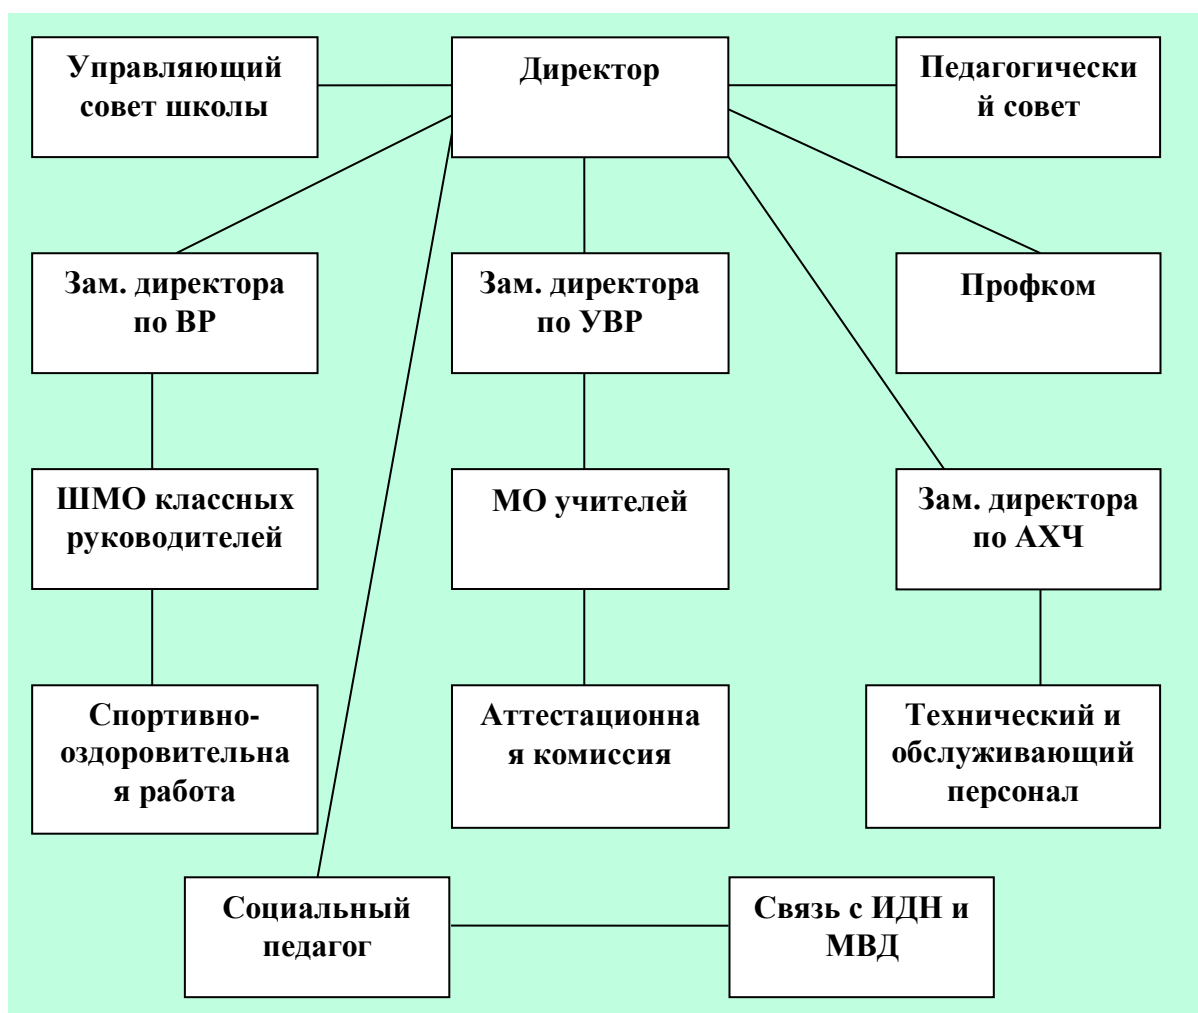 Управляющий
совет школы
Директор
Педагогически
й совет
Зам. директора
по ВР
Зам. директора
по УВР
Профком
ШМО классных
руководителей
МО учителей
Зам. директора
по АХЧ
Спортивно-
оздоровительна
я работа
Аттестационна
я комиссия
Технический и
обслуживающий
персонал
Социальный
педагог
Связь с ИДН и
МВД